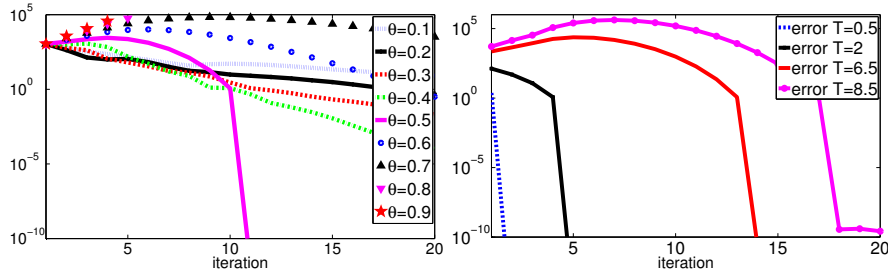 10^5
10^0
10^-5
10^-10
5
10
15
20
iteration
θ=0.1
θ=0.2
θ=0.3
θ=0.4
θ=0.5
θ=0.6
θ=0.7
θ=0.8
θ=0.9
10^5
10^0
10^-5
10^-10
5
10
15
20
iteration
error T=0.5
error T=2
error T=6.5
error T=8.5